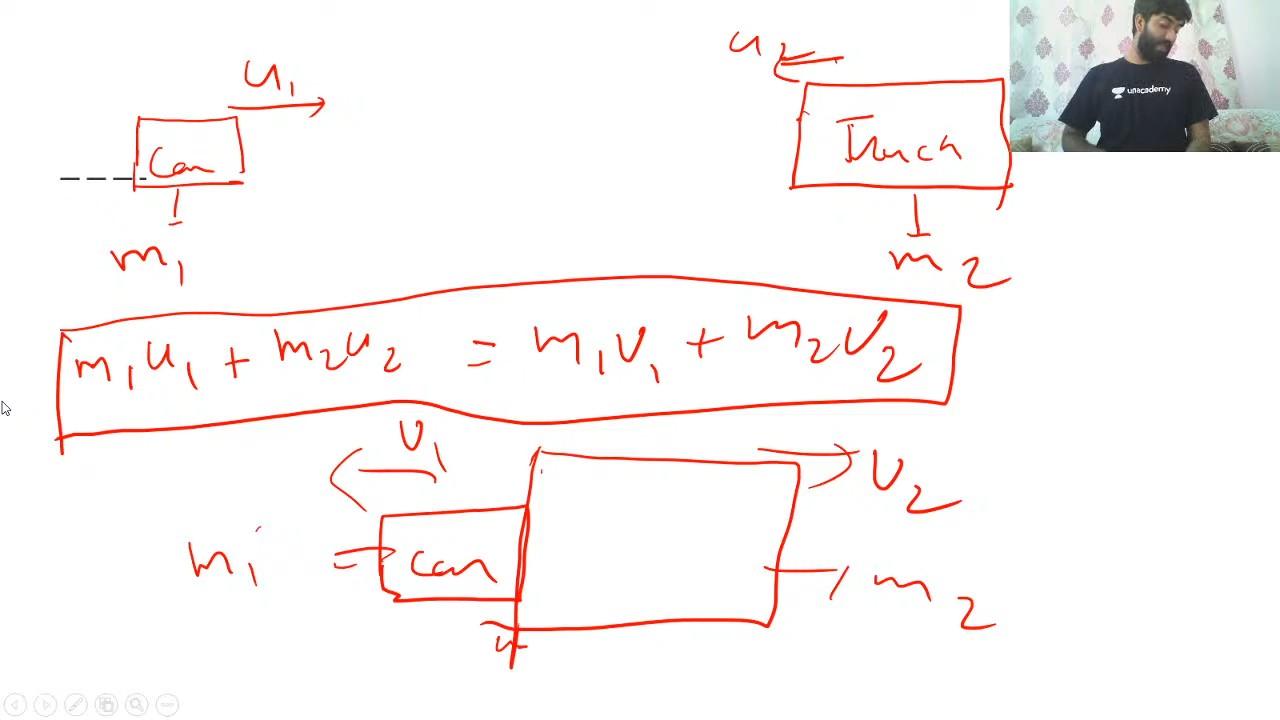 u1
u2
unacademy
Car
Truck
m1
m2
m1u1 + m2u2 = m1v1 + m2v2
v1
v2
m1
Car
m2